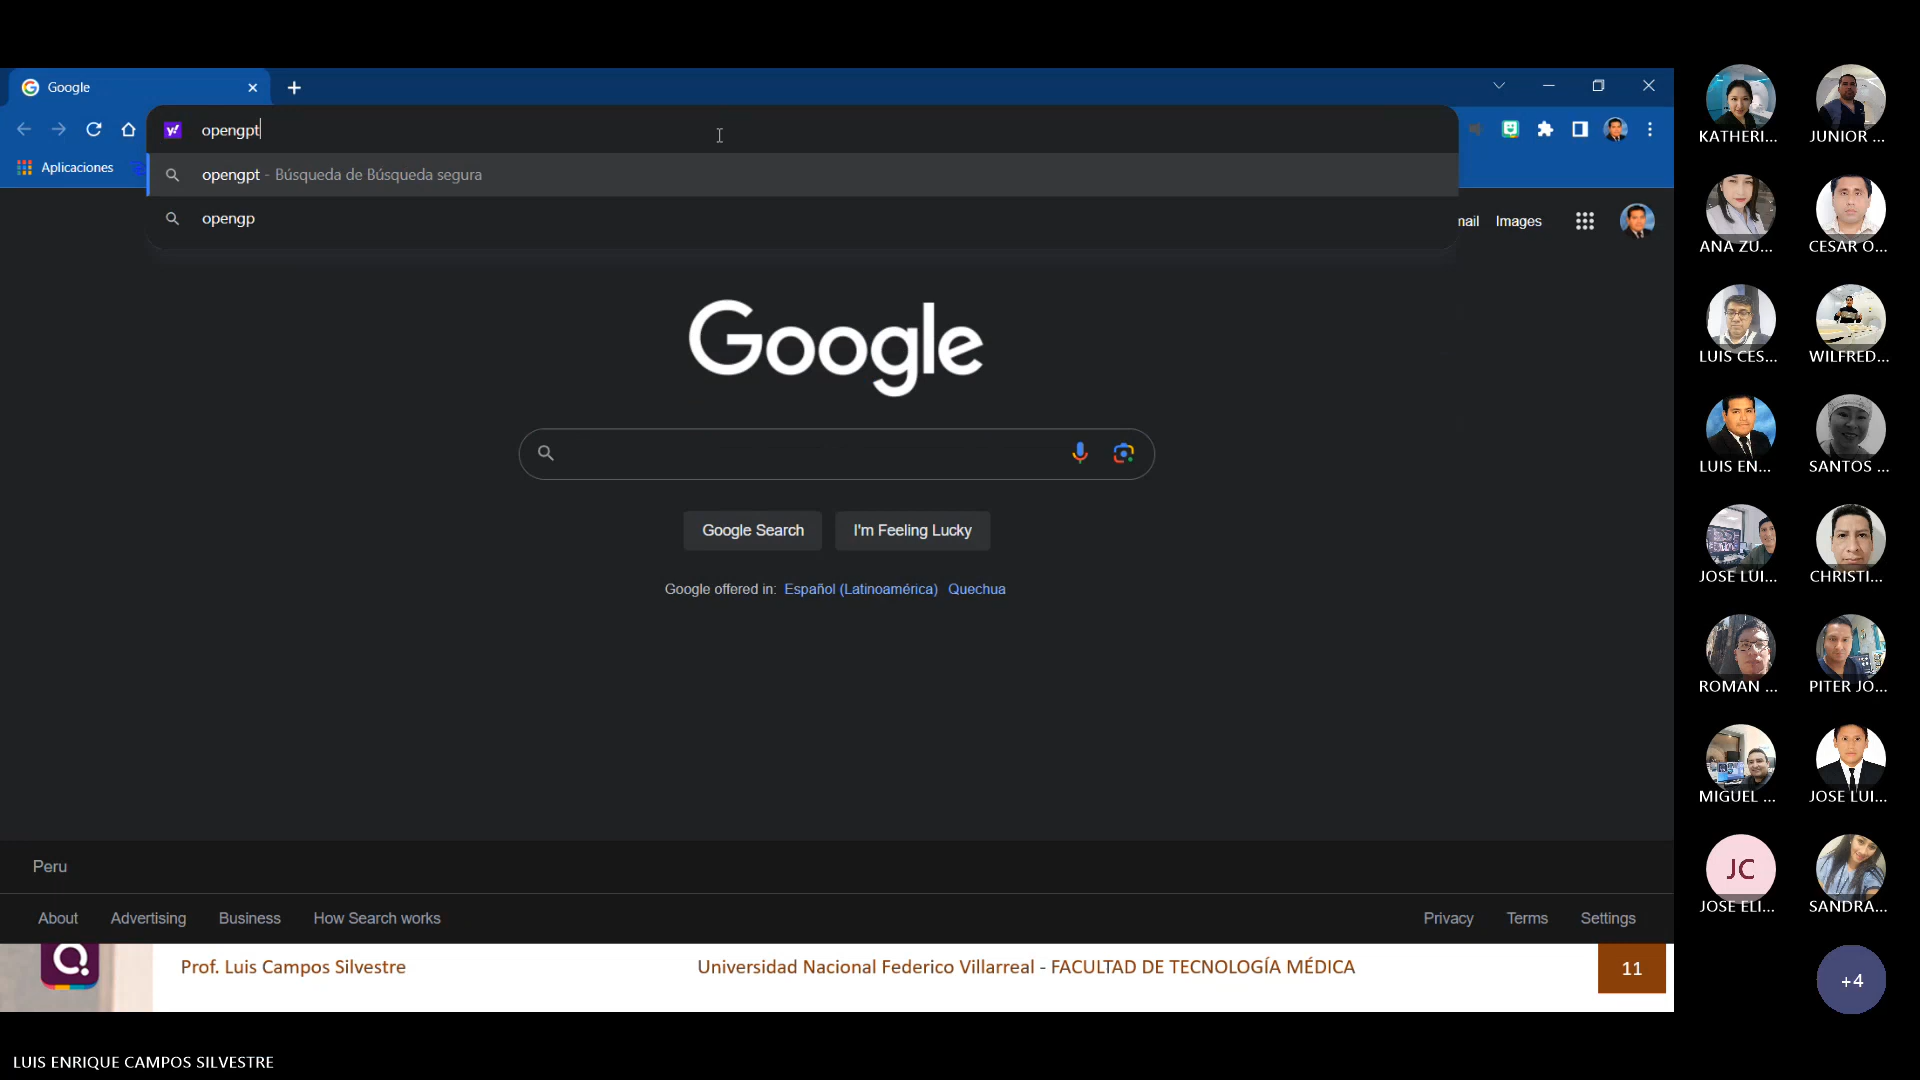 Google
opengpt
opengpt - Búsqueda de Búsqueda segura
opengp
Aplicaciones
mail Images
Google
Google Search
I'm Feeling Lucky
Google offered in: Español (Latinoamérica) Quechua
Peru
About Advertising Business How Search works
Privacy Terms Settings
Prof. Luis Campos Silvestre
Universidad Nacional Federico Villarreal - FACULTAD DE TECNOLOGÍA MÉDICA
11
LUIS ENRIQUE CAMPOS SILVESTRE
KATHERI... JUNIOR ...
ANA ZU... CESAR O...
LUIS CES... WILFRED...
LUIS EN... SANTOS ...
JOSE LUI... CHRISTI...
ROMAN ... PITER JO...
MIGUEL ... JOSE LUI...
JC
JOSE ELI... SANDRA...
+4